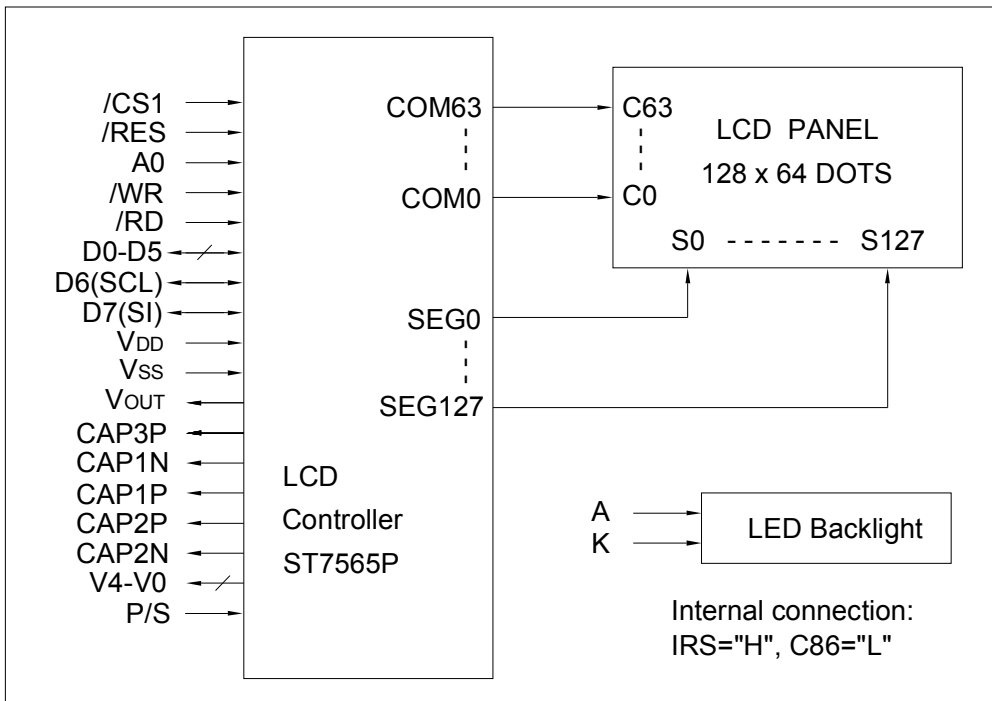 /CS1
/RES
A0
/WR
/RD
D0-D5
D6(SCL)
D7(SI)
VDD
VSS
VOUT
CAP3P
CAP1N
CAP1P
CAP2P
CAP2N
V4-V0
P/S
COM63
COM0
SEG0
SEG127
LCD
Controller
ST7565P
C63
C0
LCD PANEL
128 x 64 DOTS
S0 - - - - - - - S127
A
K
LED Backlight
Internal connection:
IRS="H", C86="L"